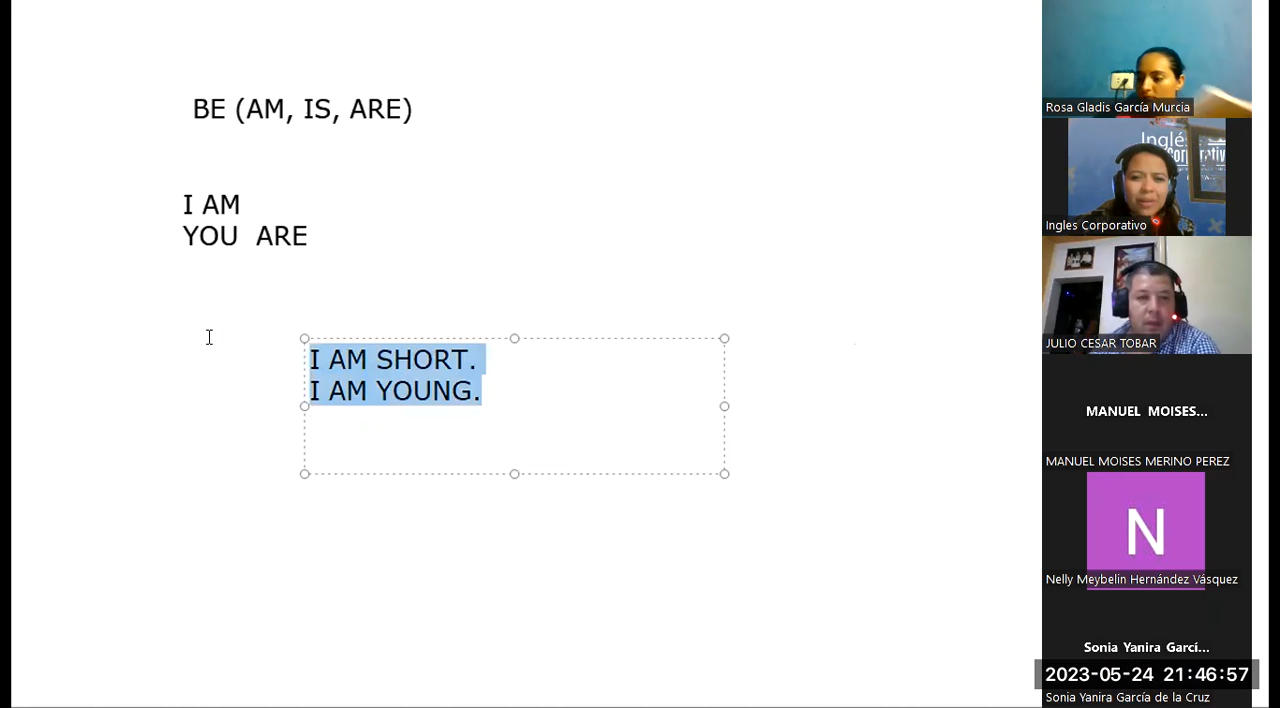 BE (AM, IS, ARE)
I AM
YOU ARE
I AM SHORT.
I AM YOUNG.
Rosa Gladis García Murcia
Inglés
Ingles Corporativo
JULIO CESAR TOBAR
MANUEL MOISES...
MANUEL MOISES MERINO PEREZ
N
Nelly Meybelin Hernández Vásquez
Sonia Yanira Garcí...
2023-05-24 21:46:57
Sonia Yanira García de la Cruz